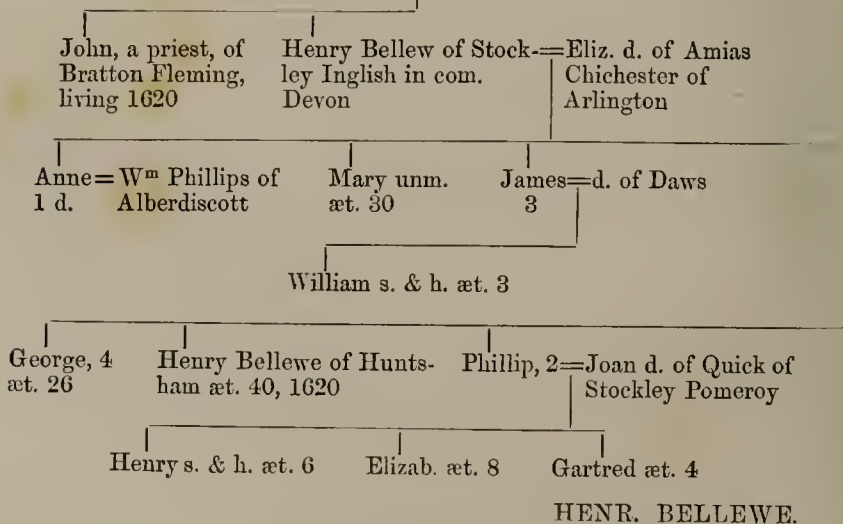 John, a priest, of
Bratton Fleming,
living 1620
Henry Bellew of Stock-=Eliz. d. of Amias
ley Inglish in com.
Devon
Chichester of
Arlington
Anne=Wᵐ Phillips of
1 d. Alberdiscott
Mary unm.
æt. 30
James=d. of Daws
3
William s. & h. æt. 3
George, 4
æt. 26
Henry Bellewe of Hunts-
ham æt. 40, 1620
Phillip, 2=Joan d. of Quick of
Stockley Pomeroy
Henry s. & h. æt. 6
Elizab. æt. 8
Gartred æt. 4
HENR. BELLEWE.